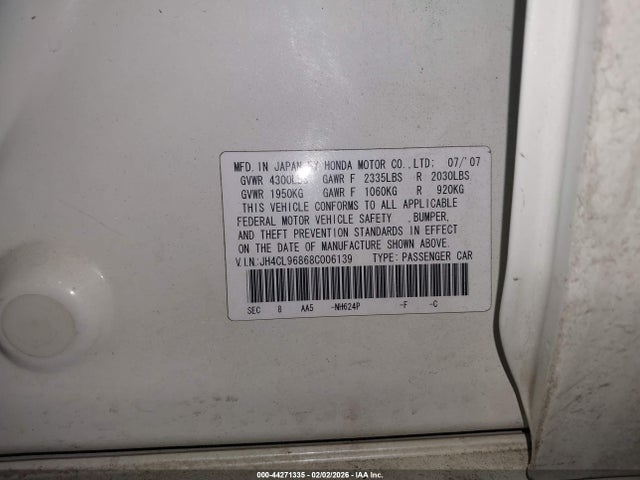 MFD. IN JAPAN BY HONDA MOTOR CO.,LTD: 07/'07
GVWR 4300LBS GAWR F 2335LBS R 2030LBS
GVWR 1950KG GAWR F 1060KG R 920KG
THIS VEHICLE CONFORMS TO ALL APPLICABLE
FEDERAL MOTOR VEHICLE SAFETY ,BUMPER,
AND THEFT PREVENTION STANDARDS IN EFFECT
ON THE DATE OF MANUFACTURE SHOWN ABOVE.
V.I.N:JH4CL96868C006139 TYPE: PASSENGER CAR
SEC 8 AA5 -NH624P -F -C
000-44271335 - 02/02/2026 - IAA Inc.